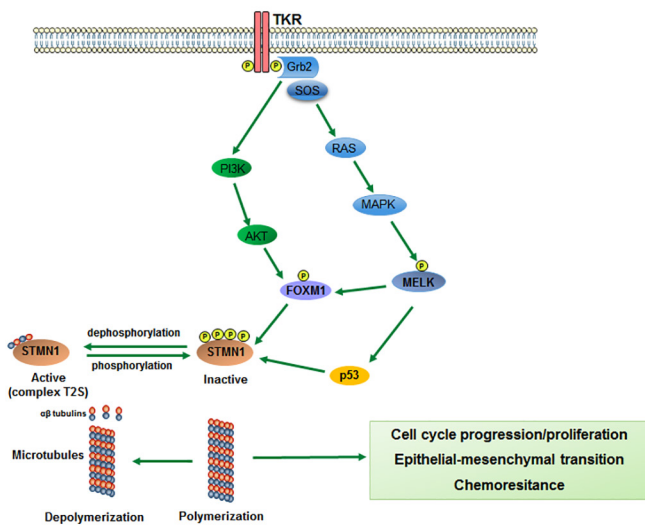 TKR
P
P
Grb2
SOS
PI3K
RAS
MAPK
AKT
P
P
FOXM1
MELK
P P P P
STMN1
dephosphorylation
STMN1
phosphorylation
Active
(complex T2S)
Inactive
p53
αβ tubulins
Microtubules
Depolymerization
Polymerization
Cell cycle progression/proliferation
Epithelial-mesenchymal transition
Chemoresitance